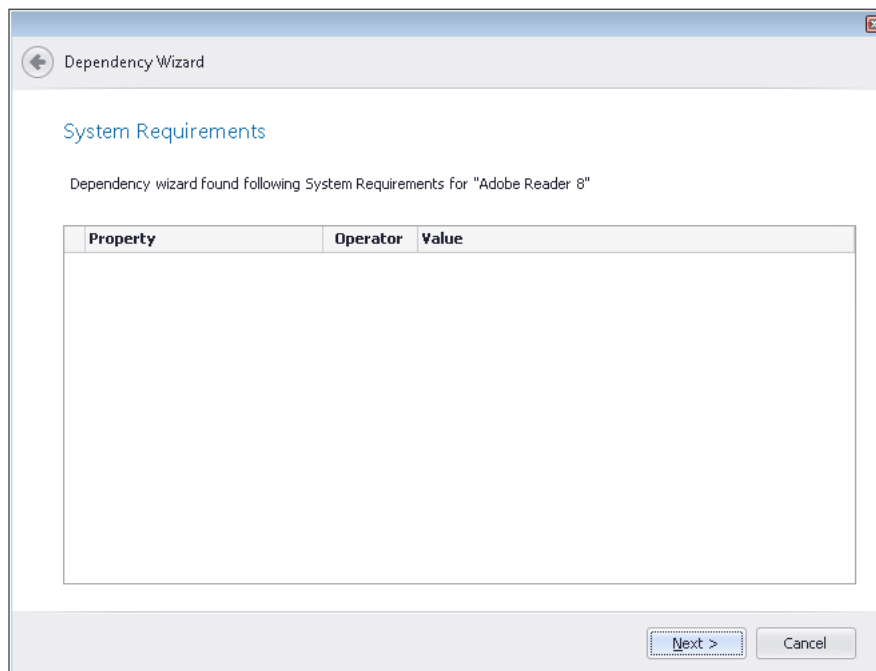 Dependency Wizard
System Requirements
Dependency wizard found following System Requirements for "Adobe Reader 8"
Property Operator Value
Next > Cancel